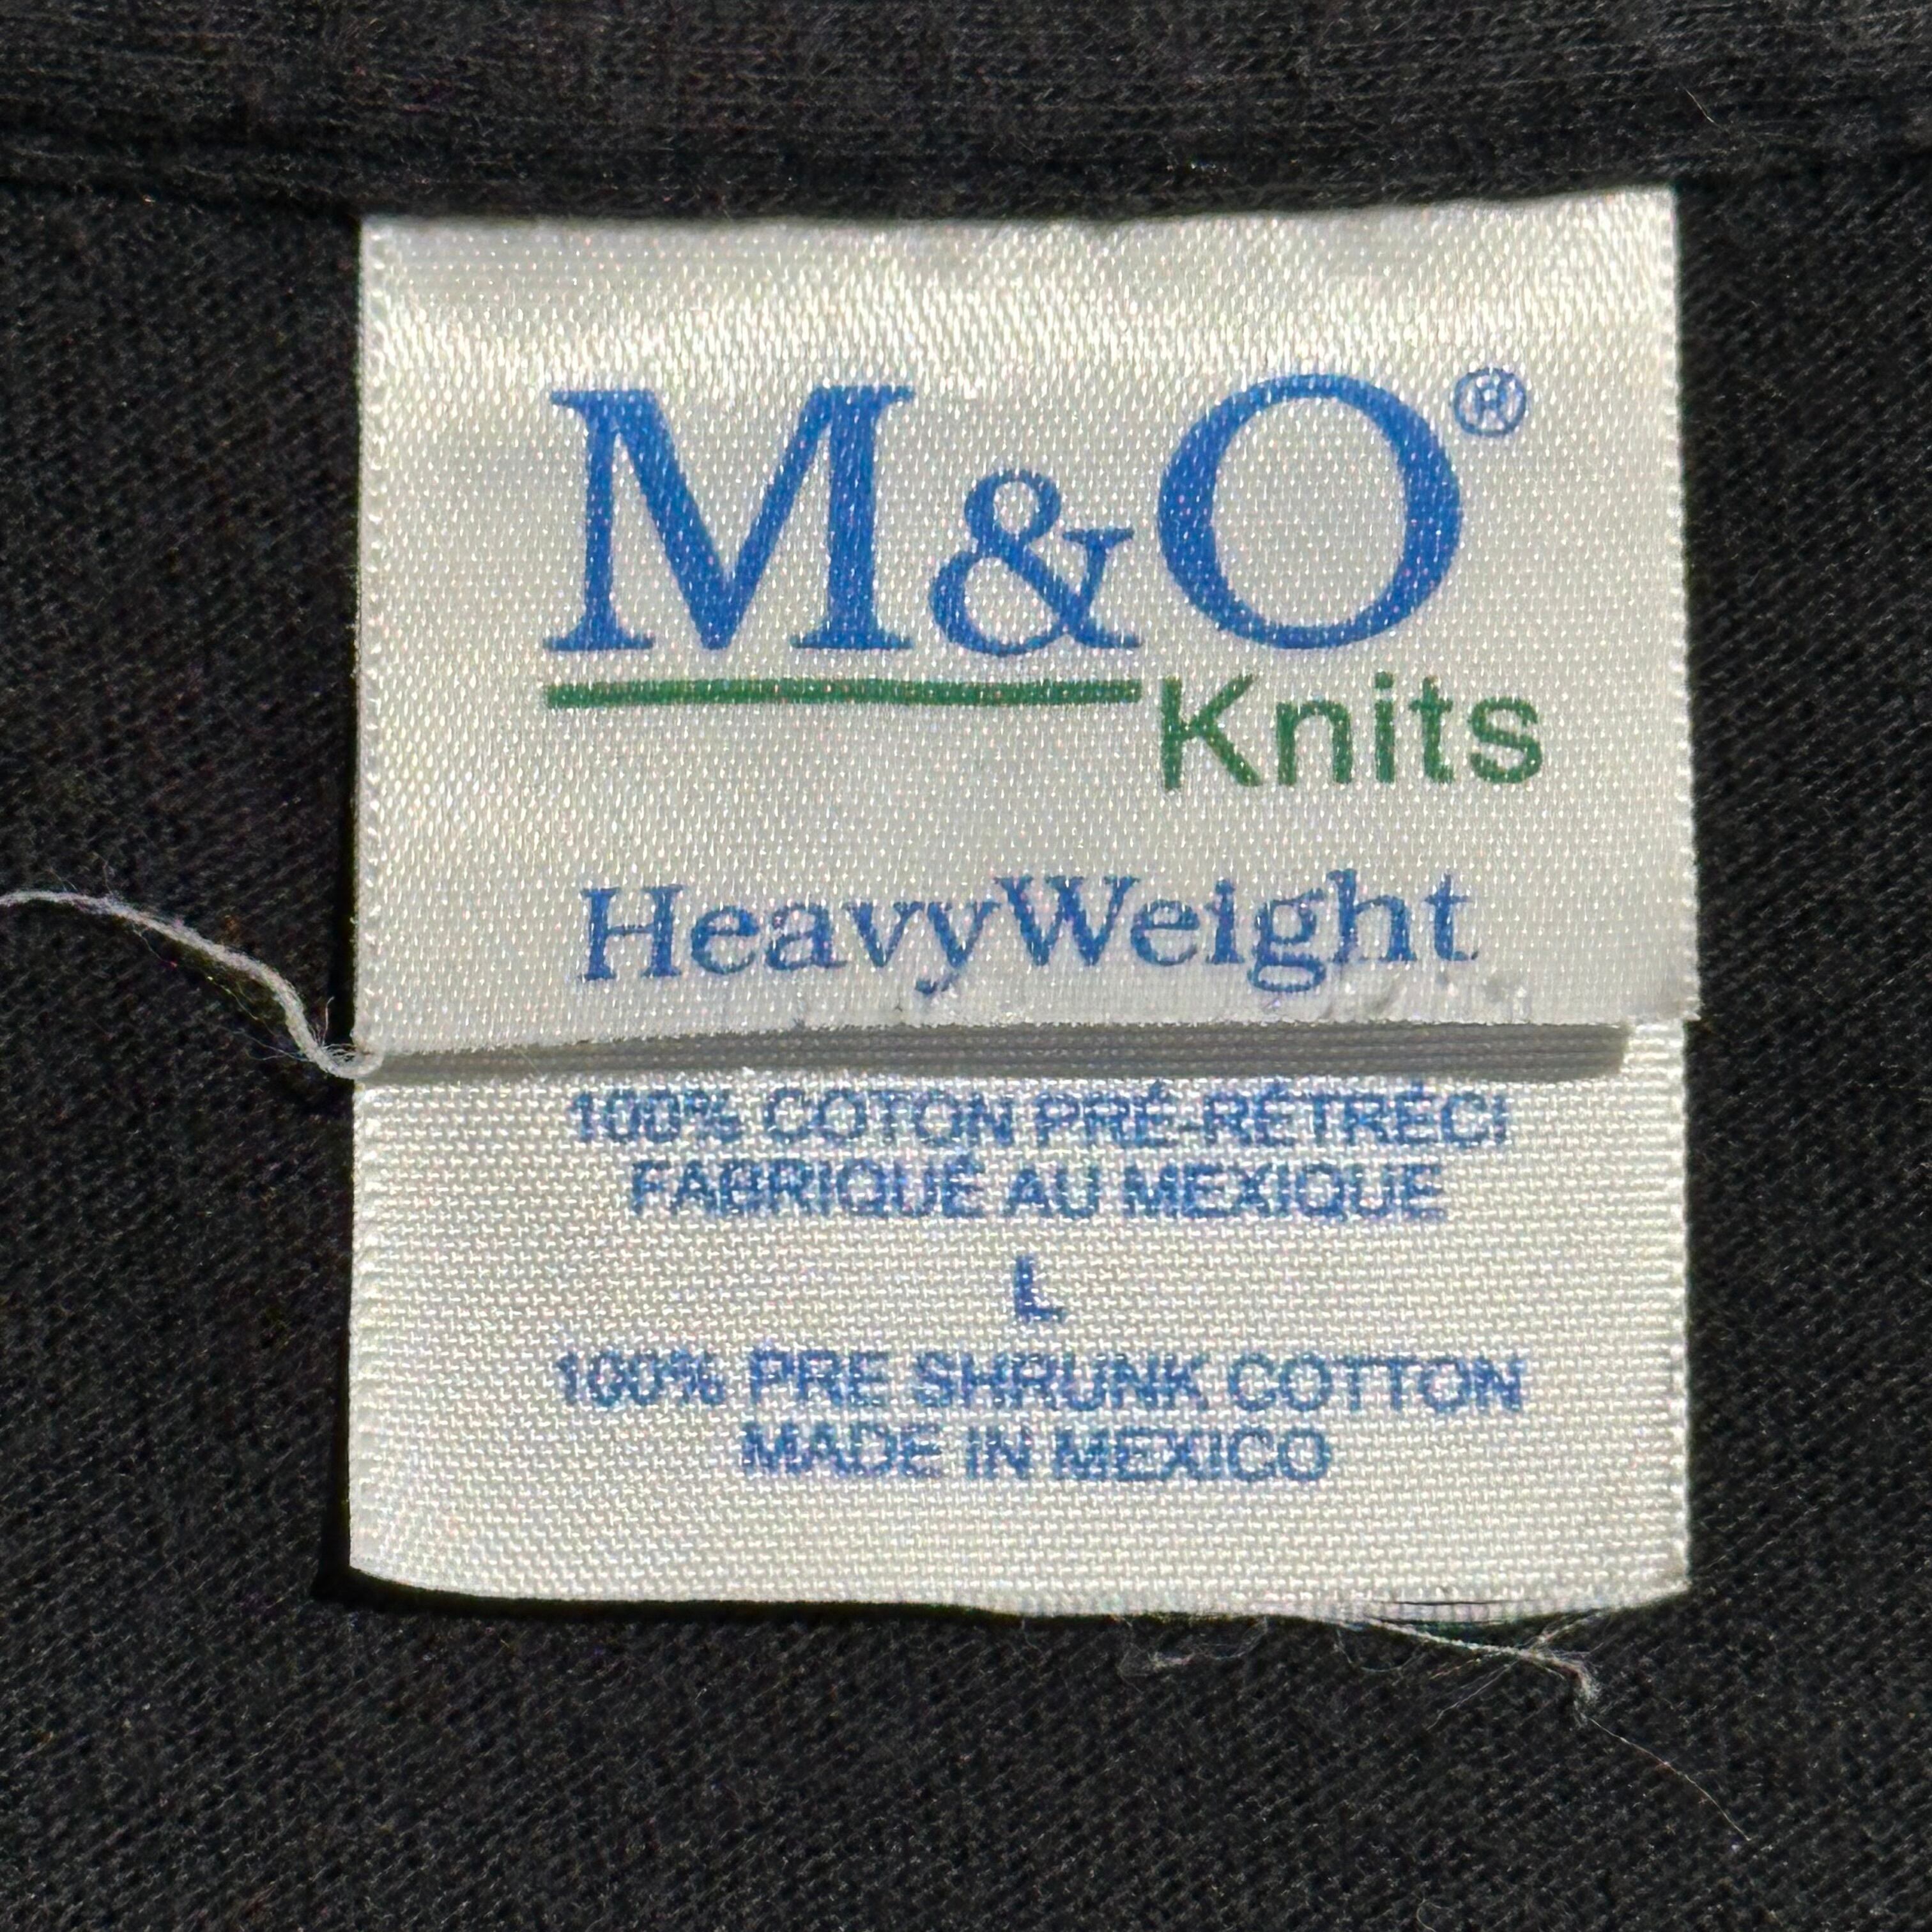 M&O®
Knits
HeavyWeight
100% COTON PRÉ-RÉTRÉCI
FABRIQUÉ AU MEXIQUE
L
100% PRE SHRUNK COTTON
MADE IN MEXICO